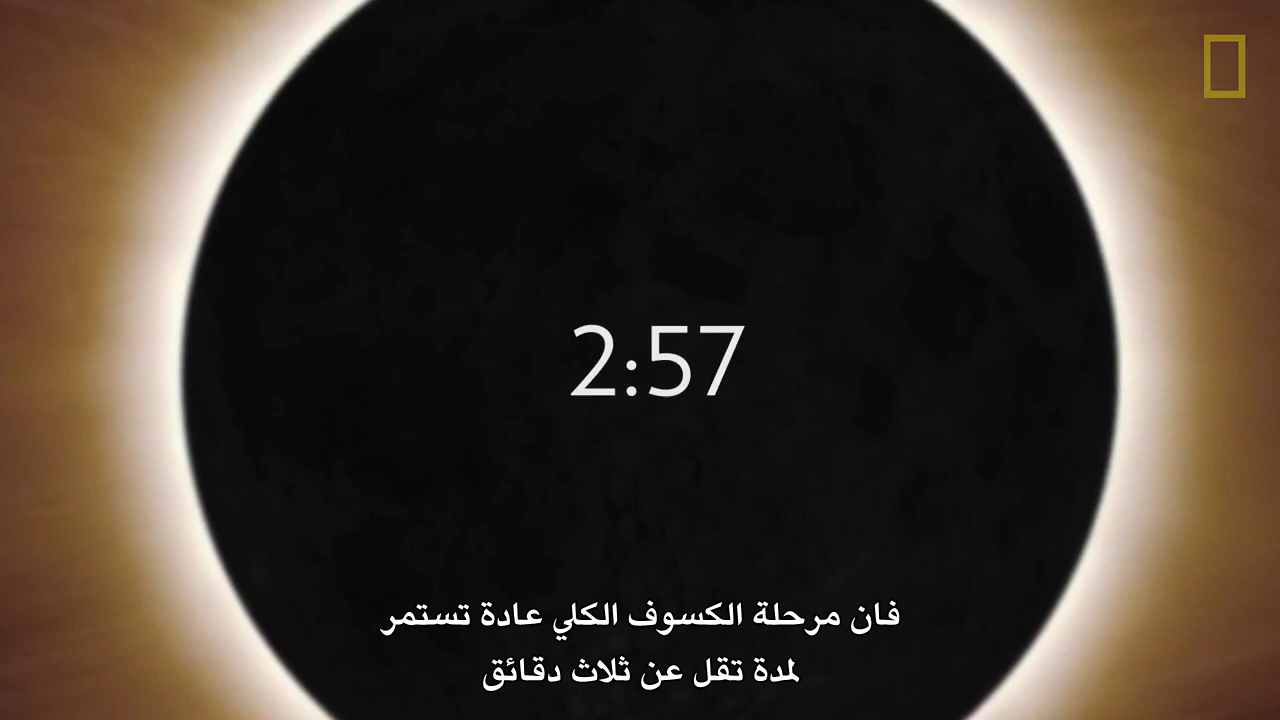 2:57
فان مرحلة الكسوف الكلي عادة تستمر
لمدة تقل عن ثلاث دقائق